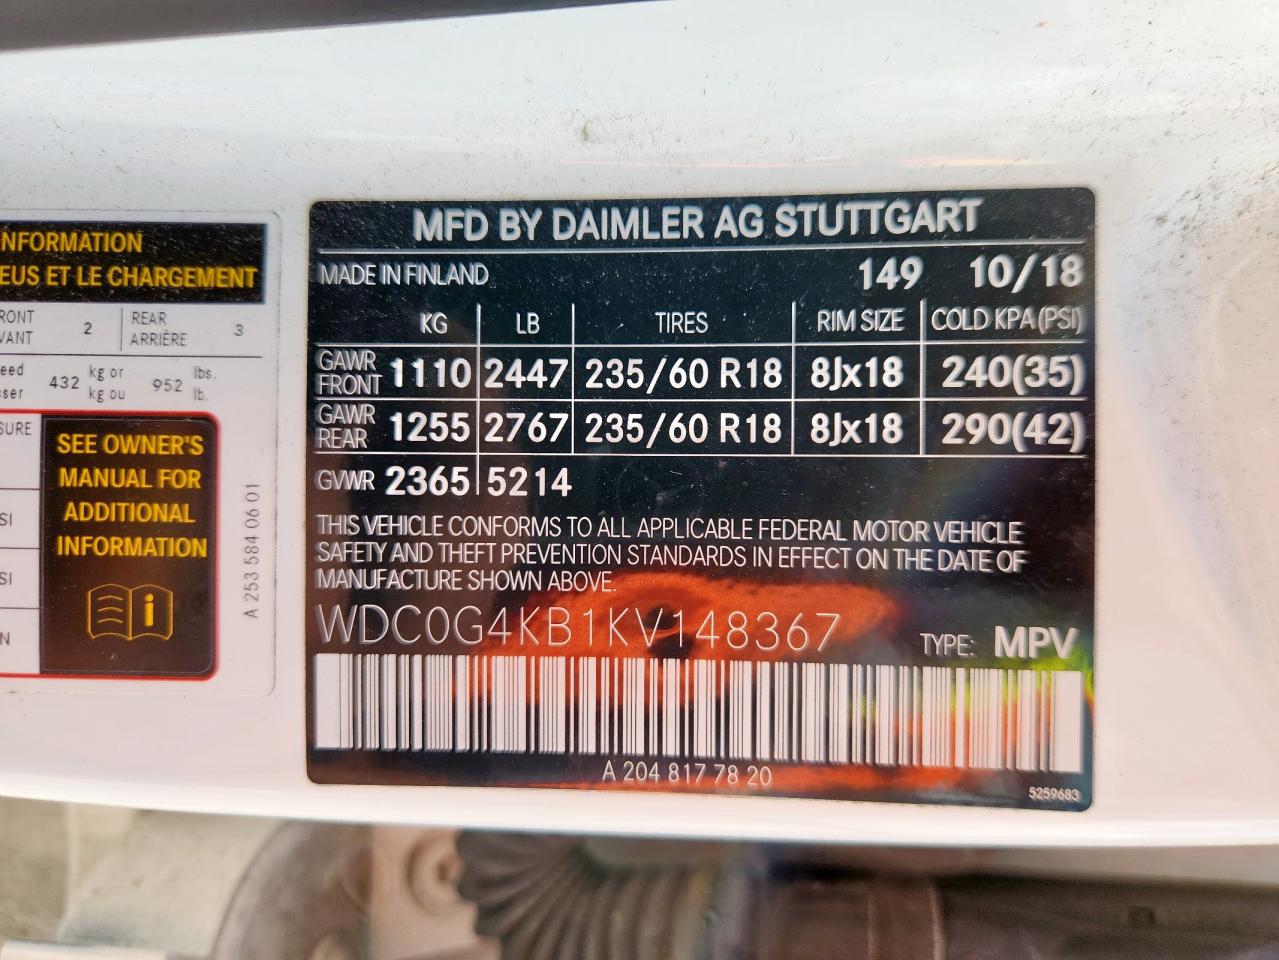 INFORMATION
EUS ET LE CHARGEMENT
RONT
VANT
2
REAR
ARRIÈRE
3
eed
sser
432
kg or
kg ou
952
lbs.
lb.
SURE
SI
SI
N
SEE OWNER'S
MANUAL FOR
ADDITIONAL
INFORMATION
A 253 584 06 01
MFD BY DAIMLER AG STUTTGART
MADE IN FINLAND 149 10/18
KG LB TIRES RIM SIZE COLD KPA (PSI)
GAWR FRONT 1110 2447 235/60 R18 8Jx18 240(35)
GAWR REAR 1255 2767 235/60 R18 8Jx18 290(42)
GVWR 2365 5214
THIS VEHICLE CONFORMS TO ALL APPLICABLE FEDERAL MOTOR VEHICLE
SAFETY AND THEFT PREVENTION STANDARDS IN EFFECT ON THE DATE OF
MANUFACTURE SHOWN ABOVE.
WDC0G4KB1KV148367 TYPE: MPV
A 204 817 78 20
5259683